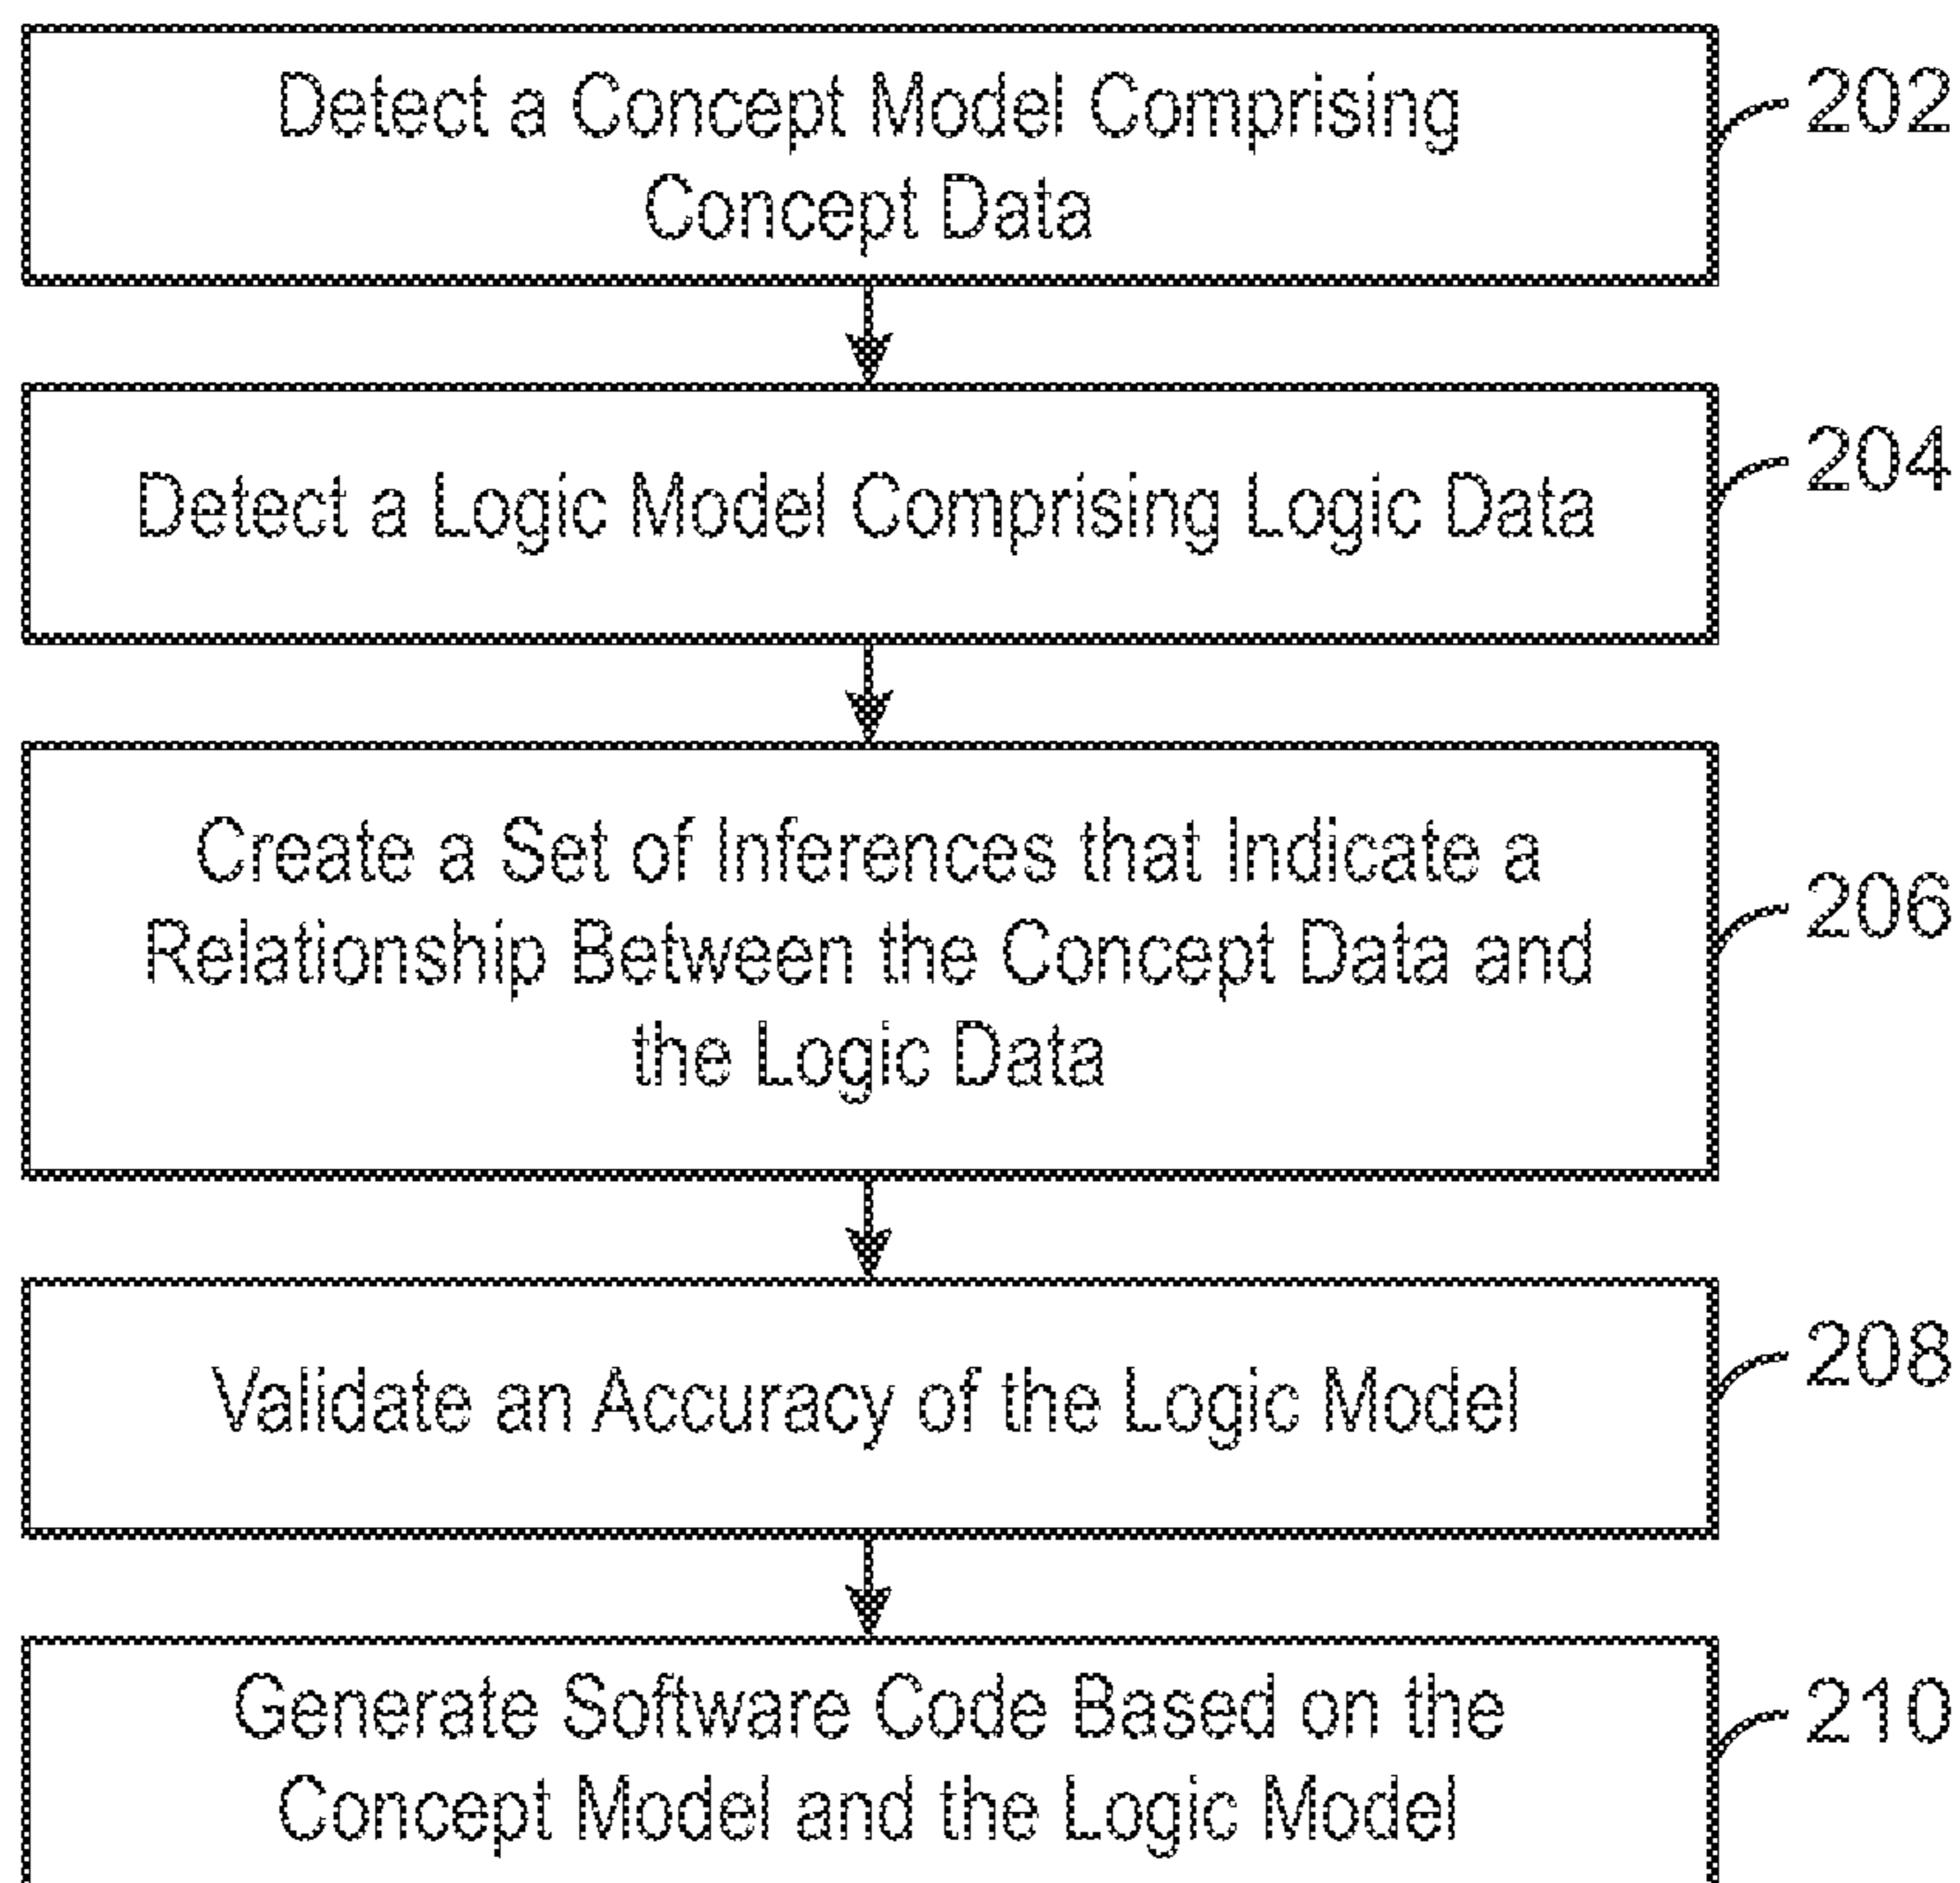 Detect a Concept Model Comprising
Concept Data
202
Detect a Logic Model Comprising Logic Data
204
Create a Set of Inferences that Indicate a
Relationship Between the Concept Data and
the Logic Data
206
Validate an Accuracy of the Logic Model
208
Generate Software Code Based on the
Concept Model and the Logic Model
210